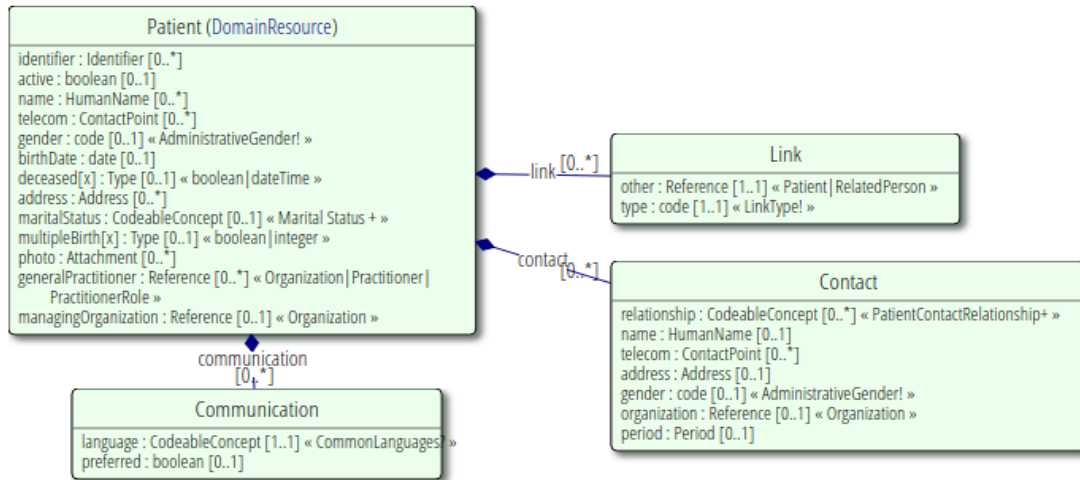 Patient (DomainResource)
identifier : Identifier [0..*]
active : boolean [0..1]
name : HumanName [0..*]
telecom : ContactPoint [0..*]
gender : code [0..1] « AdministrativeGender! »
birthDate : date [0..1]
deceased[x] : Type [0..1] « boolean|dateTime »
address : Address [0..*]
maritalStatus : CodeableConcept [0..1] « Marital Status + »
multipleBirth[x] : Type [0..1] « boolean|integer »
photo : Attachment [0..*]
generalPractitioner : Reference [0..*] « Organization|Practitioner|
PractitionerRole »
managingOrganization : Reference [0..1] « Organization »
link [0..*]
Link
other : Reference [1..1] « Patient|RelatedPerson »
type : code [1..1] « LinkType! »
contact [0..*]
Contact
relationship : CodeableConcept [0..*] « PatientContactRelationship+ »
name : HumanName [0..1]
telecom : ContactPoint [0..*]
address : Address [0..1]
gender : code [0..1] « AdministrativeGender! »
organization : Reference [0..1] « Organization »
period : Period [0..1]
communication
[0..*]
Communication
language : CodeableConcept [1..1] « CommonLanguages? »
preferred : boolean [0..1]